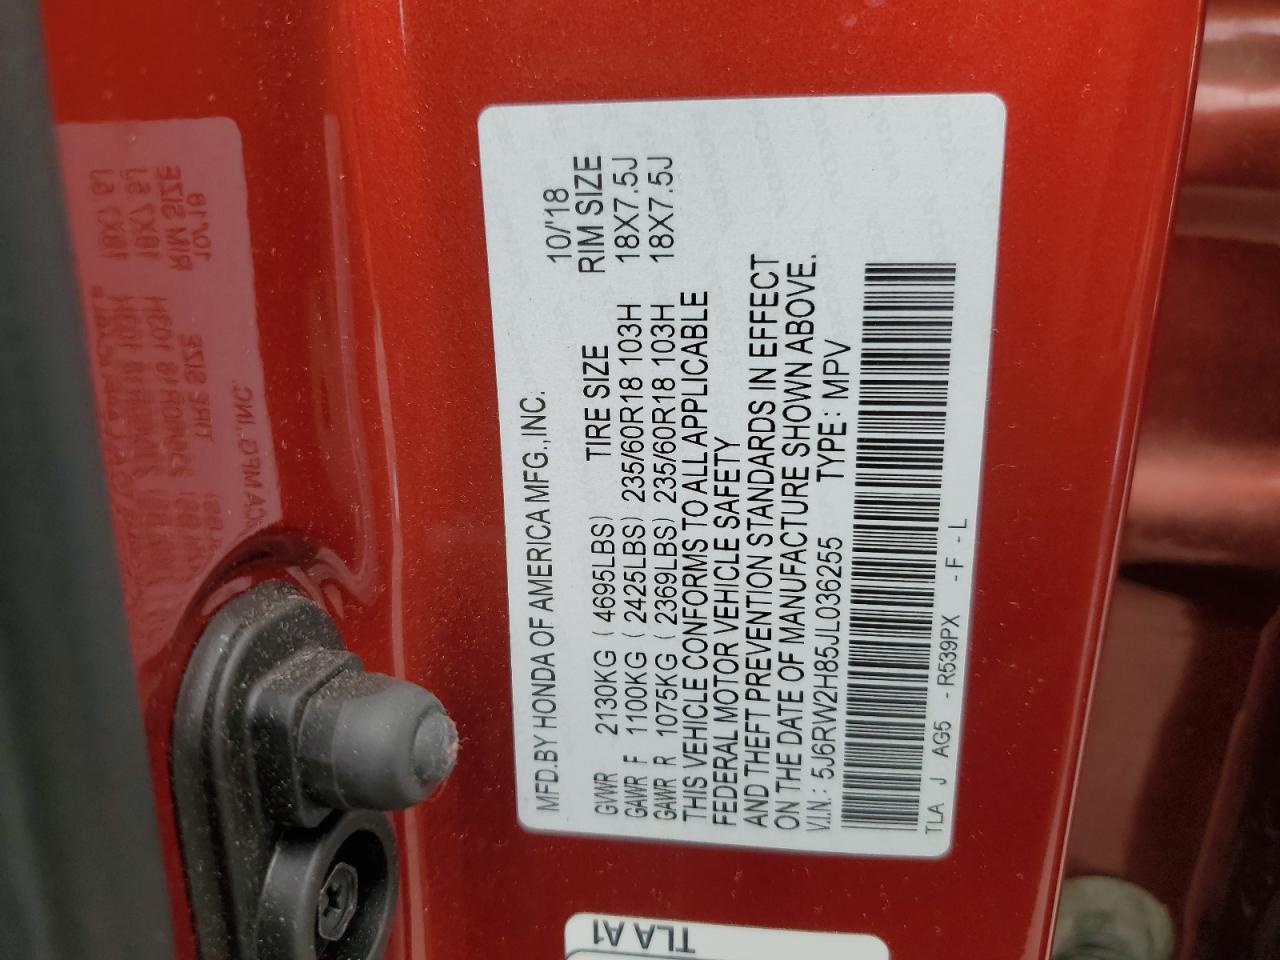 MFD.BY HONDA OF AMERICA MFG.,INC. 10/'18
GVWR 2130KG ( 4695LBS) TIRE SIZE RIM SIZE
GAWR F 1100KG ( 2425LBS) 235/60R18 103H 18X7.5J
GAWR R 1075KG ( 2369LBS) 235/60R18 103H 18X7.5J
THIS VEHICLE CONFORMS TO ALL APPLICABLE
FEDERAL MOTOR VEHICLE SAFETY
AND THEFT PREVENTION STANDARDS IN EFFECT
ON THE DATE OF MANUFACTURE SHOWN ABOVE.
V.I.N.: 5J6RW2H85JL036255 TYPE: MPV
TLA J AG5 - R539PX - F - L
TLA A1